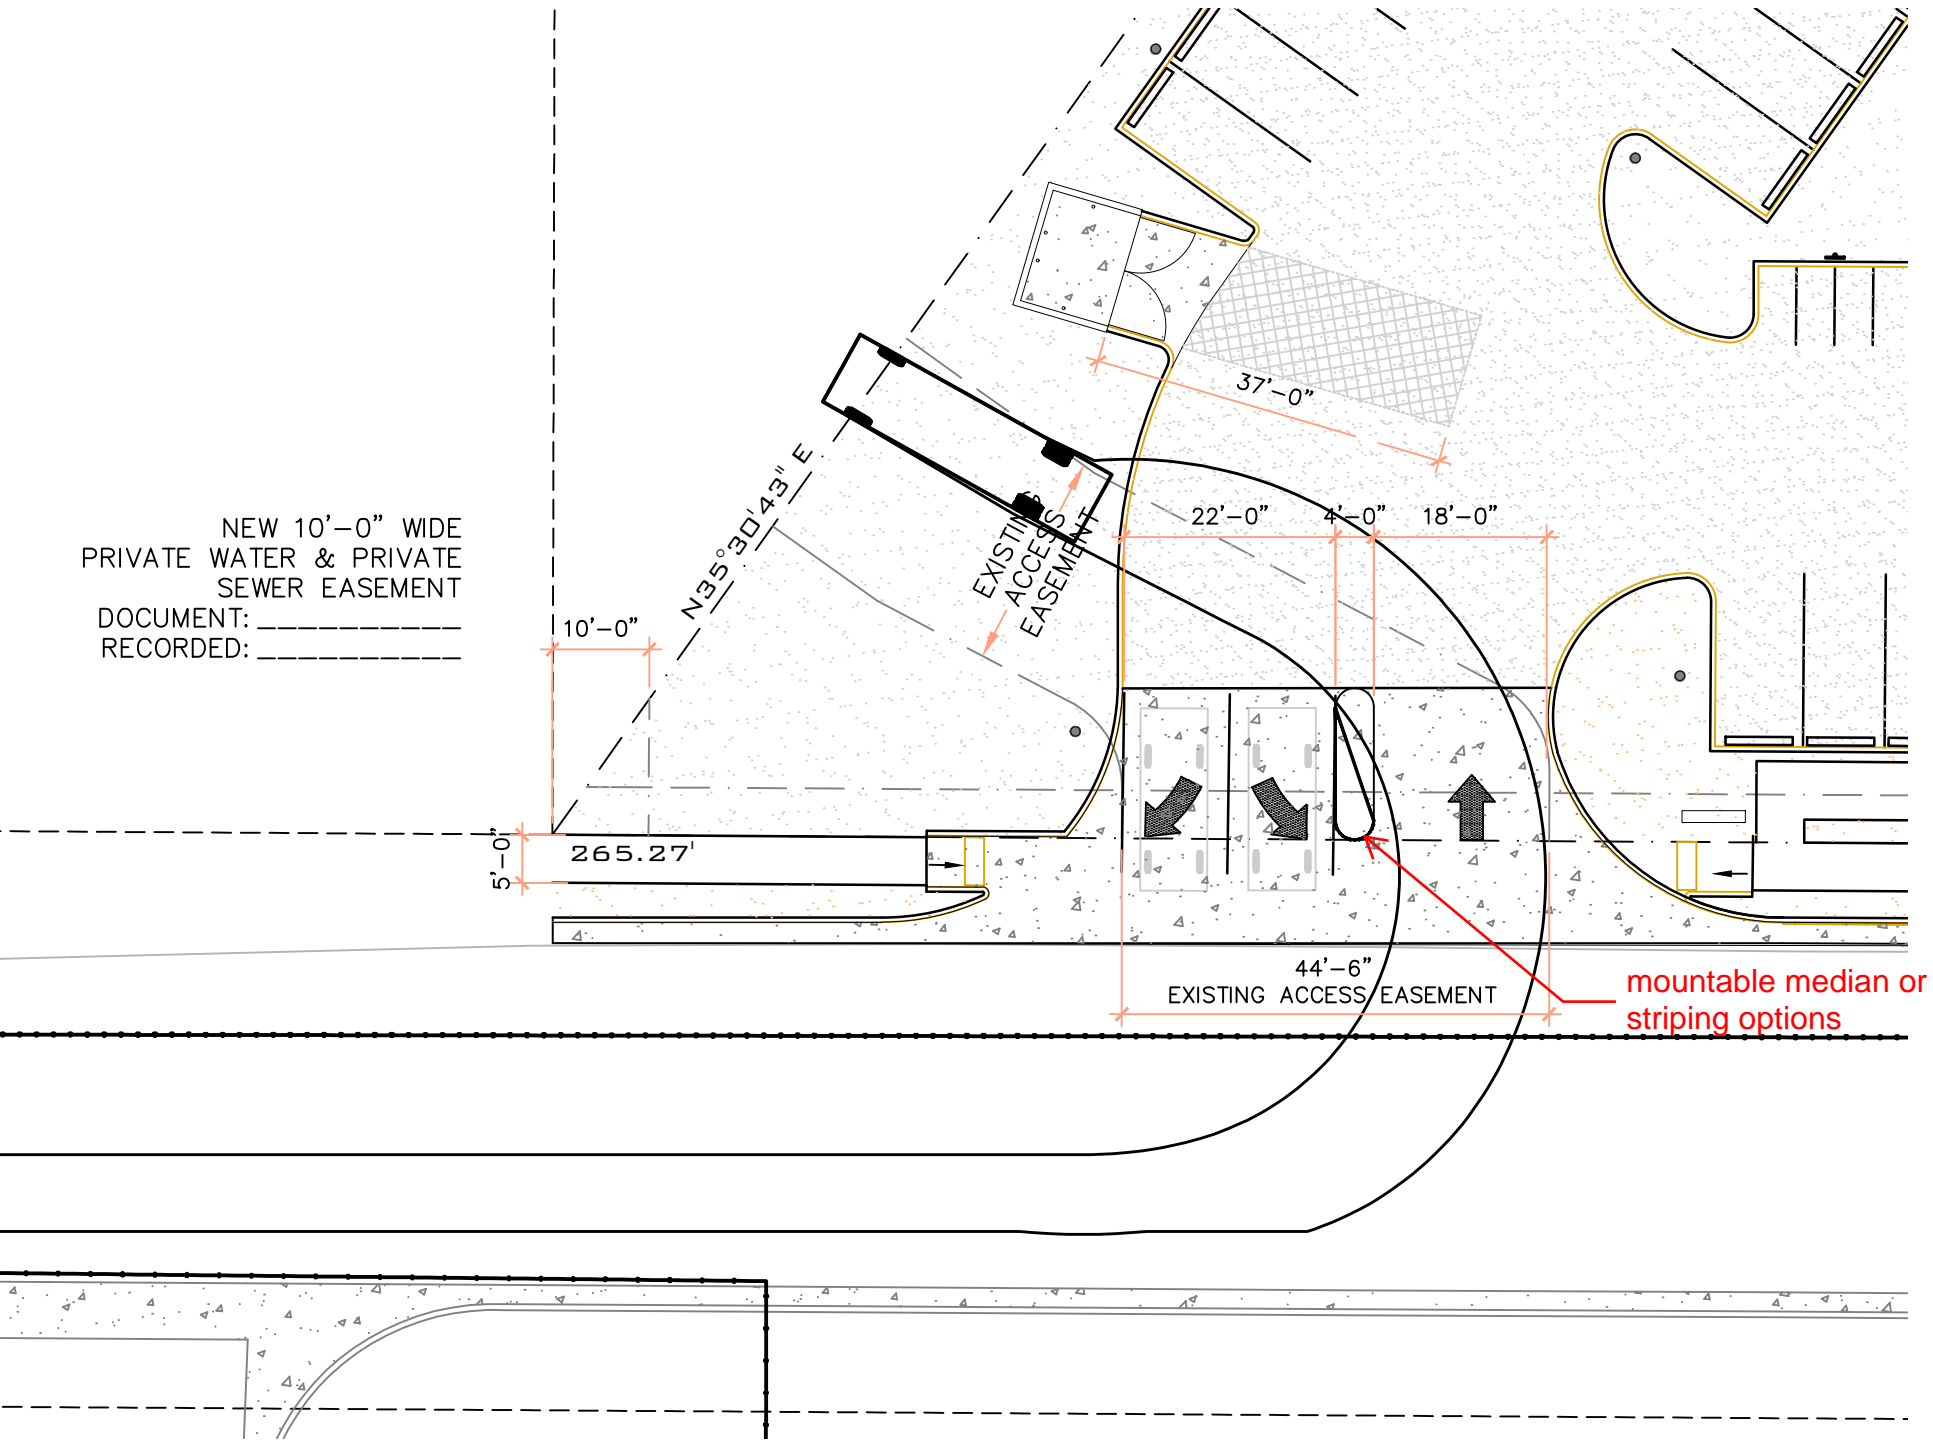 37'-0"
N35°30'43" E
EXISTING
ACCESS
EASEMENT
22'-0"
4'-0"
18'-0"
NEW 10'-0" WIDE
PRIVATE WATER & PRIVATE
SEWER EASEMENT
DOCUMENT: ___________
RECORDED: ___________
10'-0"
5'-0"
265.27'
44'-6"
EXISTING ACCESS EASEMENT
mountable median or
striping options